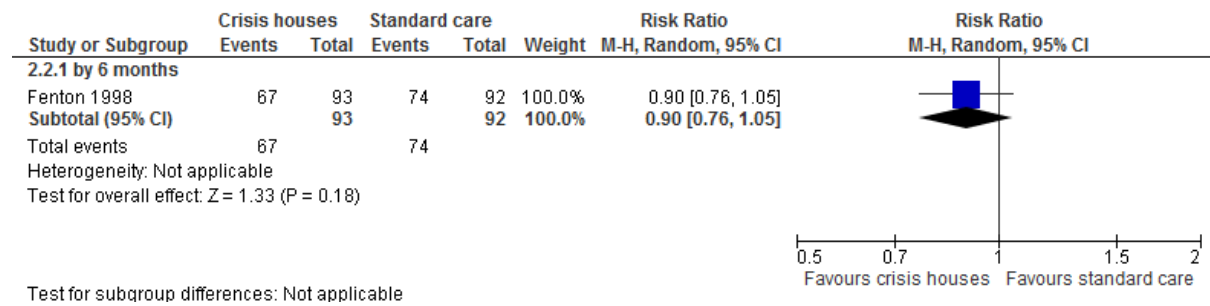 Crisis houses Standard care Risk Ratio Risk Ratio
Study or Subgroup Events Total Events Total Weight M-H, Random, 95% CI M-H, Random, 95% CI
2.2.1 by 6 months
Fenton 1998 67 93 74 92 100.0% 0.90 [0.76, 1.05]
Subtotal (95% CI) 93 92 100.0% 0.90 [0.76, 1.05]
Total events 67 74
Heterogeneity: Not applicable
Test for overall effect: Z = 1.33 (P = 0.18)
0.5 0.7 1 1.5 2
Favours crisis houses Favours standard care
Test for subgroup differences: Not applicable